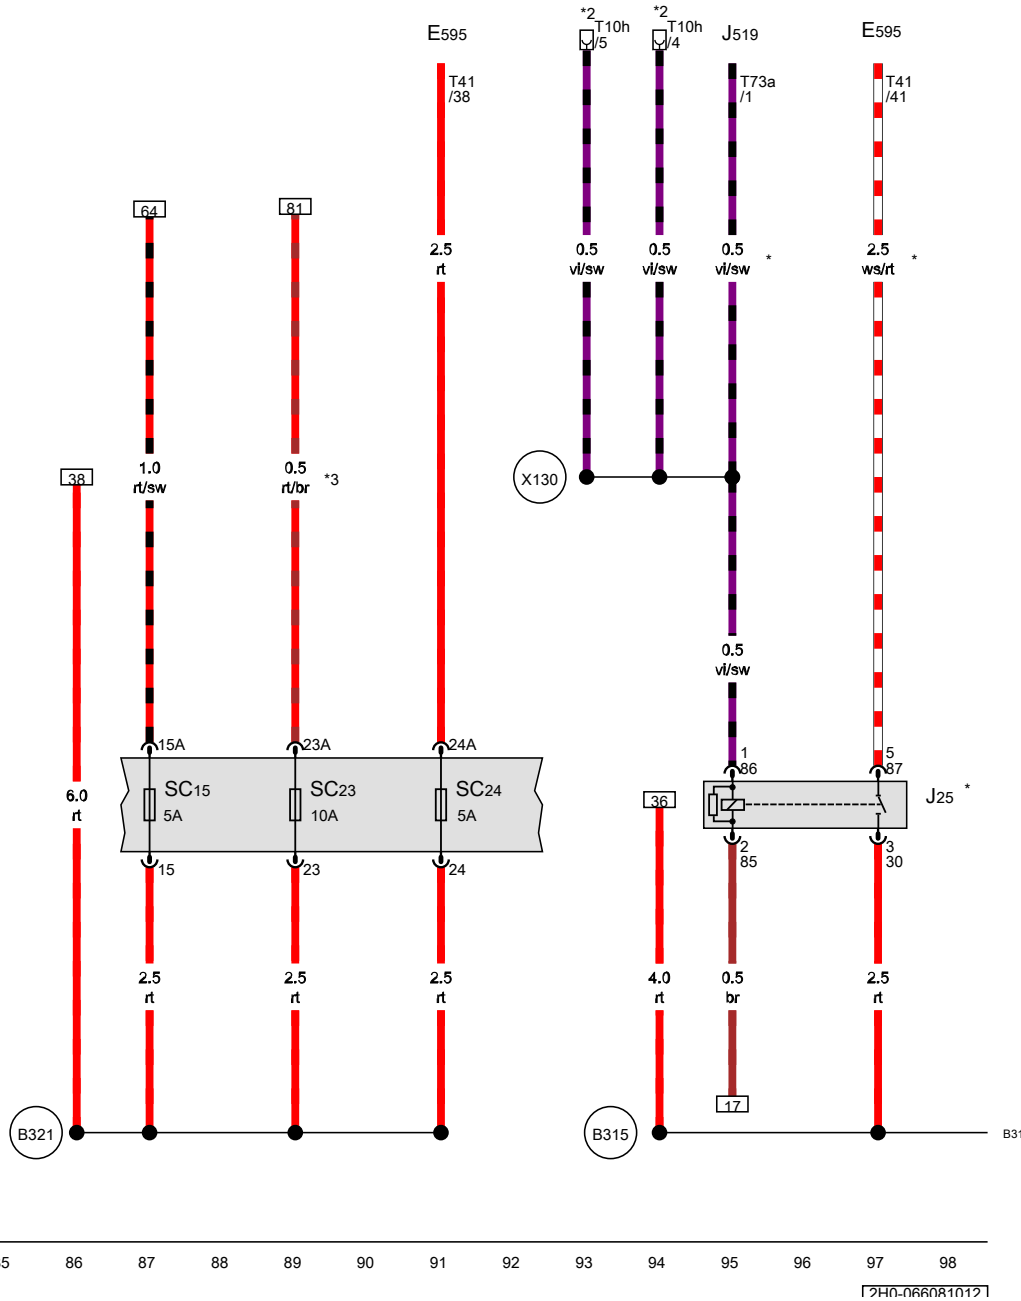 E595
*2
T10h
/5
*2
T10h
/4
J519
E595
T41
/38
T73a
/1
T41
/41
64
81
2.5
rt
0.5
vi/sw
0.5
vi/sw
0.5
vi/sw
*
2.5
ws/rt
*
38
1.0
rt/sw
0.5
rt/br
*3
X130
0.5
vi/sw
15A
23A
24A
1
86
5
87
6.0
rt
SC15
5A
SC23
10A
SC24
5A
36
J25
*
15
23
24
2
85
3
30
2.5
rt
2.5
rt
2.5
rt
4.0
rt
0.5
br
2.5
rt
17
B321
B315
B31
85 86 87 88 89 90 91 92 93 94 95 96 97 98
2H0-066081012